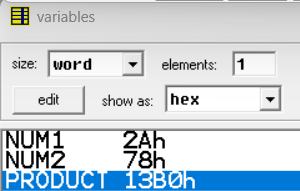 variables
size: word elements: 1
edit show as: hex
NUM1 2Ah
NUM2 78h
PRODUCT 13B0h